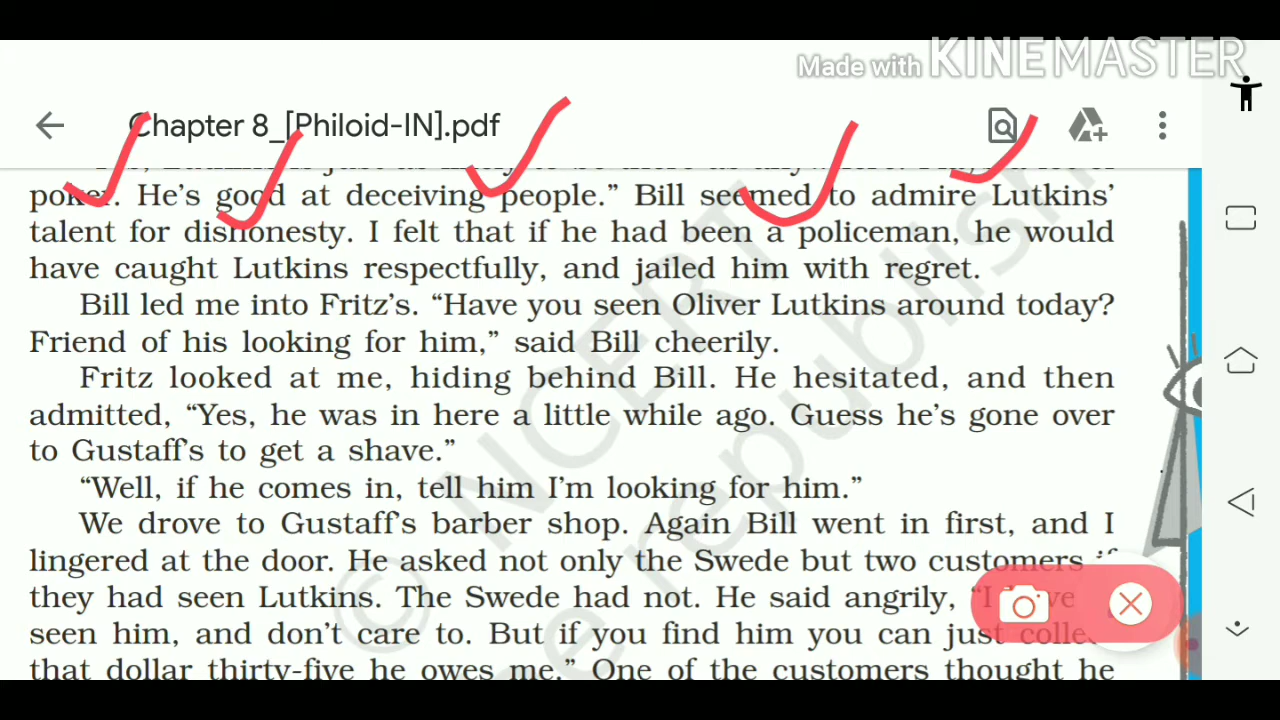 Made with KINEMASTER
Chapter 8_[Philoid-IN].pdf
poker. He's good at deceiving people.” Bill seemed to admire Lutkins'
talent for dishonesty. I felt that if he had been a policeman, he would
have caught Lutkins respectfully, and jailed him with regret.
Bill led me into Fritz's. “Have you seen Oliver Lutkins around today?
Friend of his looking for him,” said Bill cheerily.
Fritz looked at me, hiding behind Bill. He hesitated, and then
admitted, “Yes, he was in here a little while ago. Guess he's gone over
to Gustaff's to get a shave.”
“Well, if he comes in, tell him I'm looking for him.”
We drove to Gustaff's barber shop. Again Bill went in first, and I
lingered at the door. He asked not only the Swede but two customers if
they had seen Lutkins. The Swede had not. He said angrily, “I
seen him, and don't care to. But if you find him you can just
that dollar thirty-five he owes me.” One of the customers thought he
© NCERT
republish